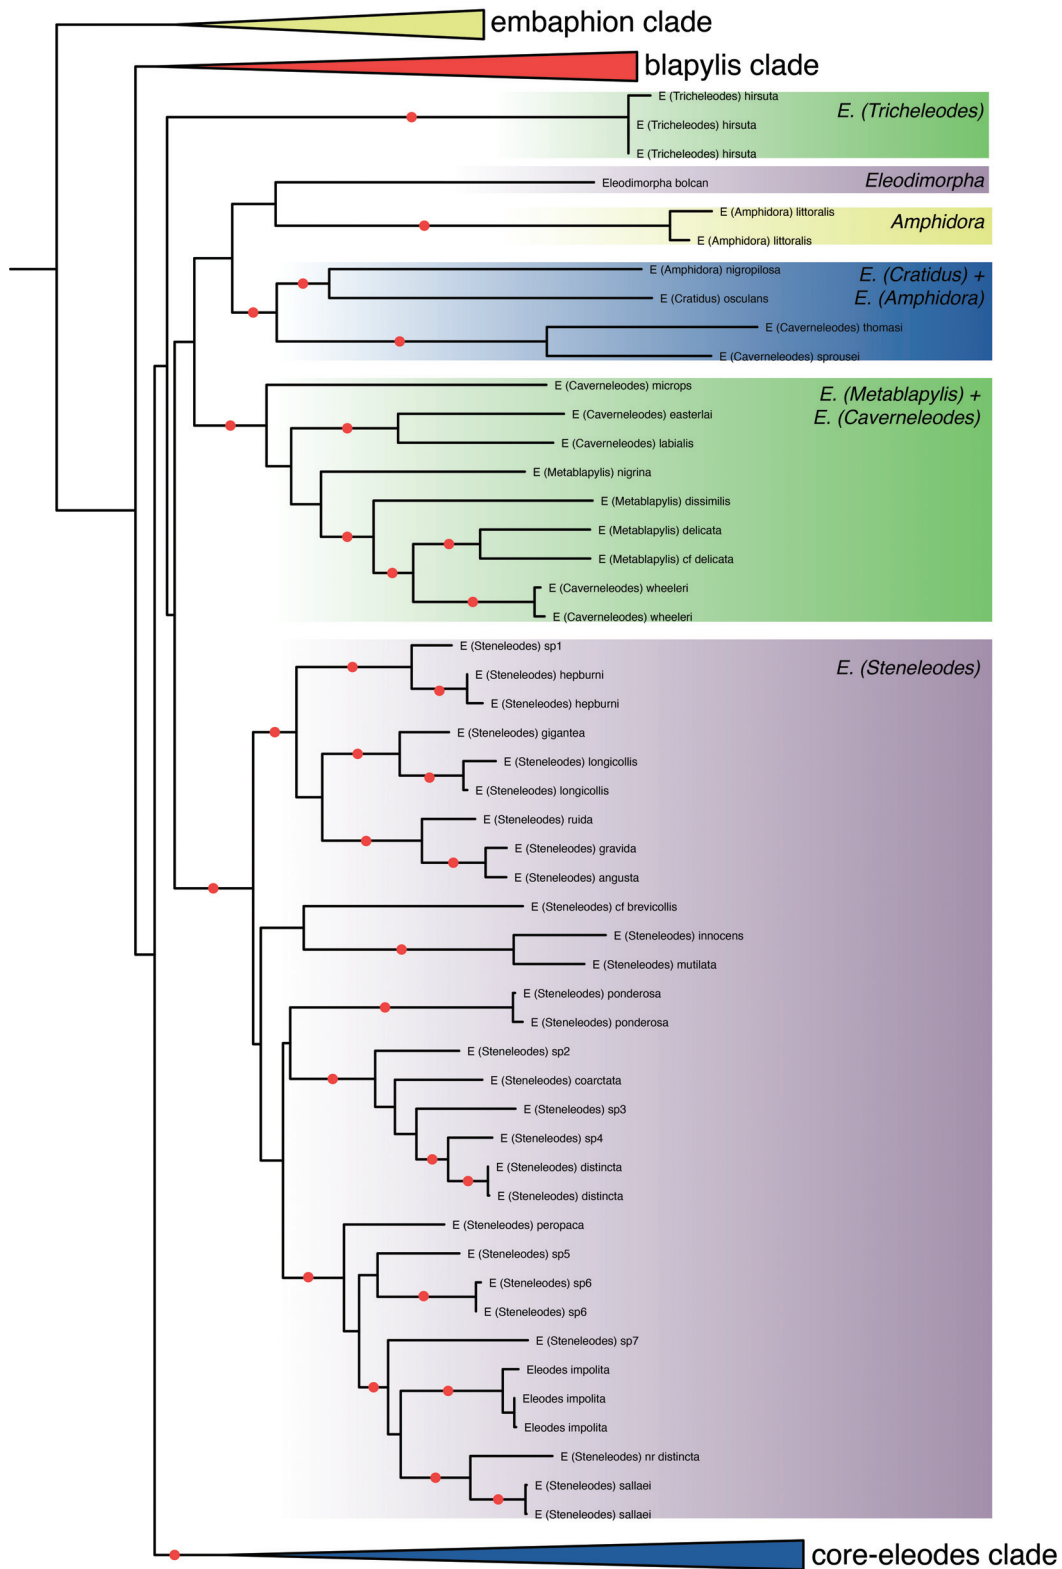 embaphion clade
blapylis clade
E (Tricheleodes) hirsuta
E. (Tricheleodes)
E (Tricheleodes) hirsuta
E (Tricheleodes) hirsuta
Eleodimorpha bolcan
Eleodimorpha
E (Amphidora) littoralis
Amphidora
E (Amphidora) littoralis
E (Amphidora) nigropilosa
E. (Cratidus) +
E. (Amphidora)
E (Cratidus) osculans
E (Caverneleodes) thomasi
E (Caverneleodes) sprousei
E (Caverneleodes) microps
E. (Metablapylis) +
E. (Caverneleodes)
E (Caverneleodes) easterlai
E (Caverneleodes) labialis
E (Metablapylis) nigrina
E (Metablapylis) dissimilis
E (Metablapylis) delicata
E (Metablapylis) cf delicata
E (Caverneleodes) wheeleri
E (Caverneleodes) wheeleri
E (Steneleodes) sp1
E. (Steneleodes)
E (Steneleodes) hepburni
E (Steneleodes) hepburni
E (Steneleodes) gigantea
E (Steneleodes) longicollis
E (Steneleodes) longicollis
E (Steneleodes) ruida
E (Steneleodes) gravida
E (Steneleodes) angusta
E (Steneleodes) cf brevicollis
E (Steneleodes) innocens
E (Steneleodes) mutilata
E (Steneleodes) ponderosa
E (Steneleodes) ponderosa
E (Steneleodes) sp2
E (Steneleodes) coarctata
E (Steneleodes) sp3
E (Steneleodes) sp4
E (Steneleodes) distincta
E (Steneleodes) distincta
E (Steneleodes) peropaca
E (Steneleodes) sp5
E (Steneleodes) sp6
E (Steneleodes) sp6
E (Steneleodes) sp7
Eleodes impolita
Eleodes impolita
Eleodes impolita
E (Steneleodes) nr distincta
E (Steneleodes) sallaei
E (Steneleodes) sallaei
core-eleodes clade